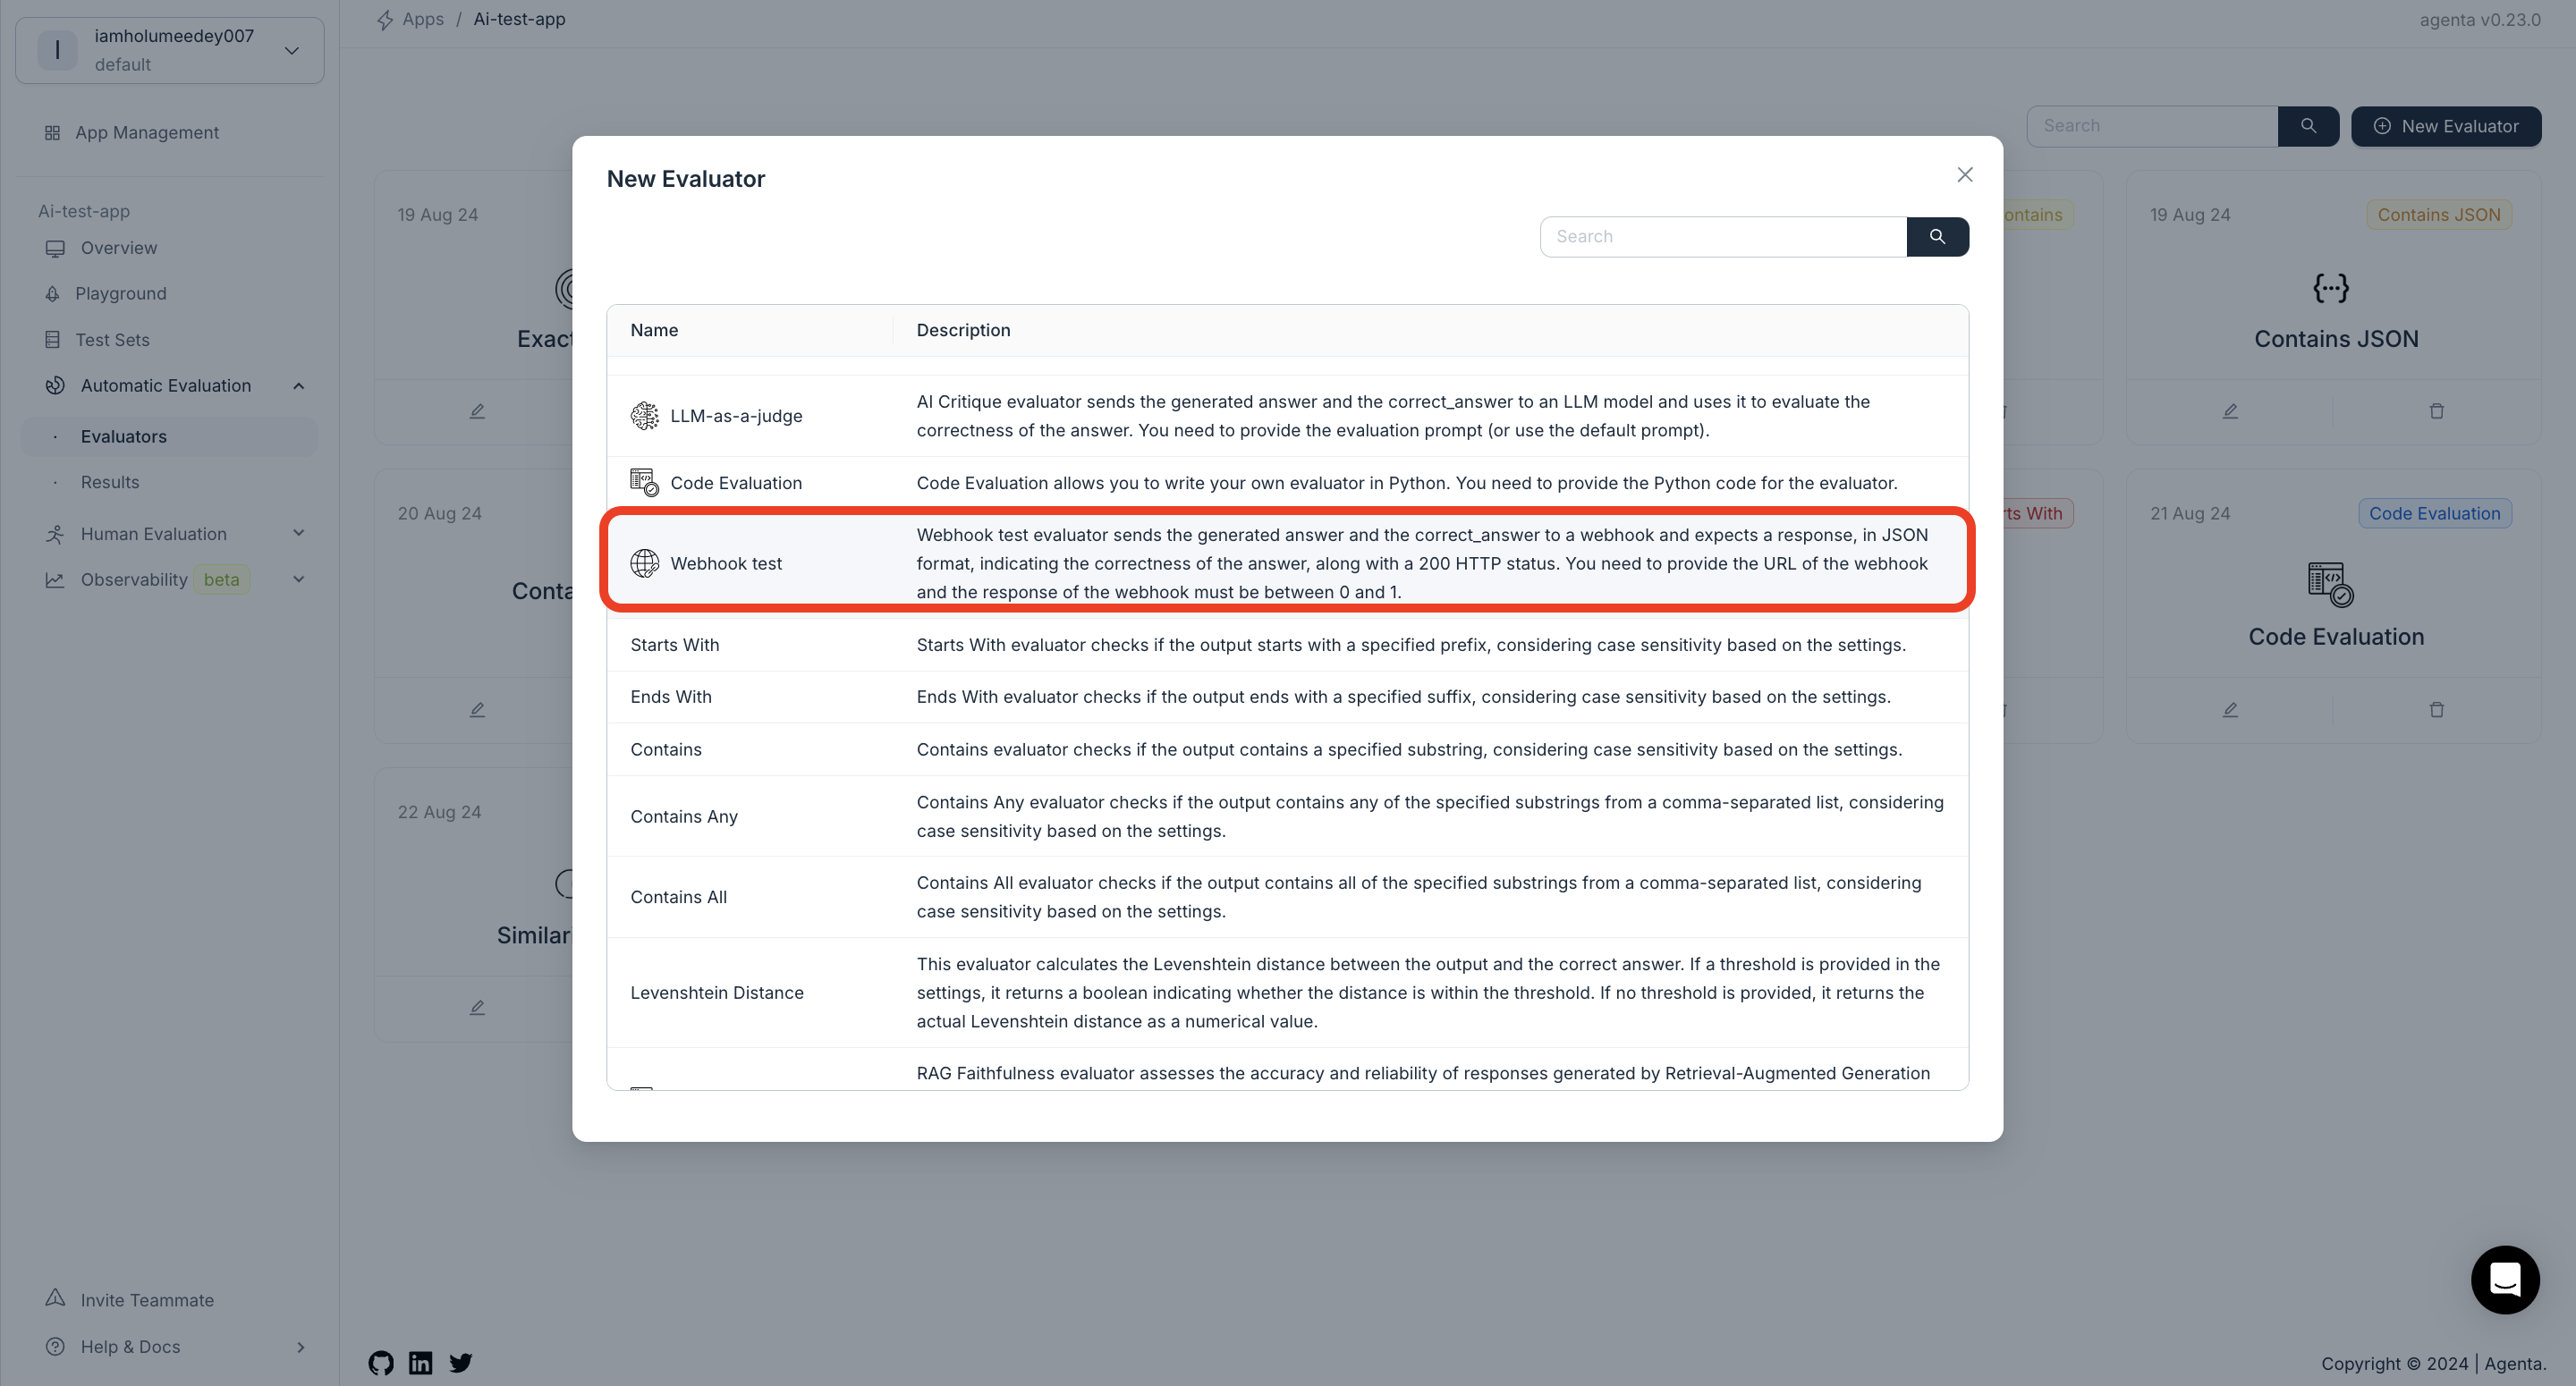 I
iamholumeedey007
default
App Management
Ai-test-app
Overview
Playground
Test Sets
Automatic Evaluation
· Evaluators
· Results
Human Evaluation
Observability beta
Invite Teammate
Help & Docs
Apps / Ai-test-app
agenta v0.23.0
Search
New Evaluator
19 Aug 24
Exact
ontains
19 Aug 24
Contains JSON
Contains JSON
20 Aug 24
Conta
rts With
21 Aug 24
Code Evaluation
Code Evaluation
22 Aug 24
Similar
New Evaluator
Search
Name
Description
LLM-as-a-judge
AI Critique evaluator sends the generated answer and the correct_answer to an LLM model and uses it to evaluate the
correctness of the answer. You need to provide the evaluation prompt (or use the default prompt).
Code Evaluation
Code Evaluation allows you to write your own evaluator in Python. You need to provide the Python code for the evaluator.
Webhook test
Webhook test evaluator sends the generated answer and the correct_answer to a webhook and expects a response, in JSON
format, indicating the correctness of the answer, along with a 200 HTTP status. You need to provide the URL of the webhook
and the response of the webhook must be between 0 and 1.
Starts With
Starts With evaluator checks if the output starts with a specified prefix, considering case sensitivity based on the settings.
Ends With
Ends With evaluator checks if the output ends with a specified suffix, considering case sensitivity based on the settings.
Contains
Contains evaluator checks if the output contains a specified substring, considering case sensitivity based on the settings.
Contains Any
Contains Any evaluator checks if the output contains any of the specified substrings from a comma-separated list, considering
case sensitivity based on the settings.
Contains All
Contains All evaluator checks if the output contains all of the specified substrings from a comma-separated list, considering
case sensitivity based on the settings.
Levenshtein Distance
This evaluator calculates the Levenshtein distance between the output and the correct answer. If a threshold is provided in the
settings, it returns a boolean indicating whether the distance is within the threshold. If no threshold is provided, it returns the
actual Levenshtein distance as a numerical value.
RAG Faithfulness evaluator assesses the accuracy and reliability of responses generated by Retrieval-Augmented Generation
Copyright © 2024 | Agenta.